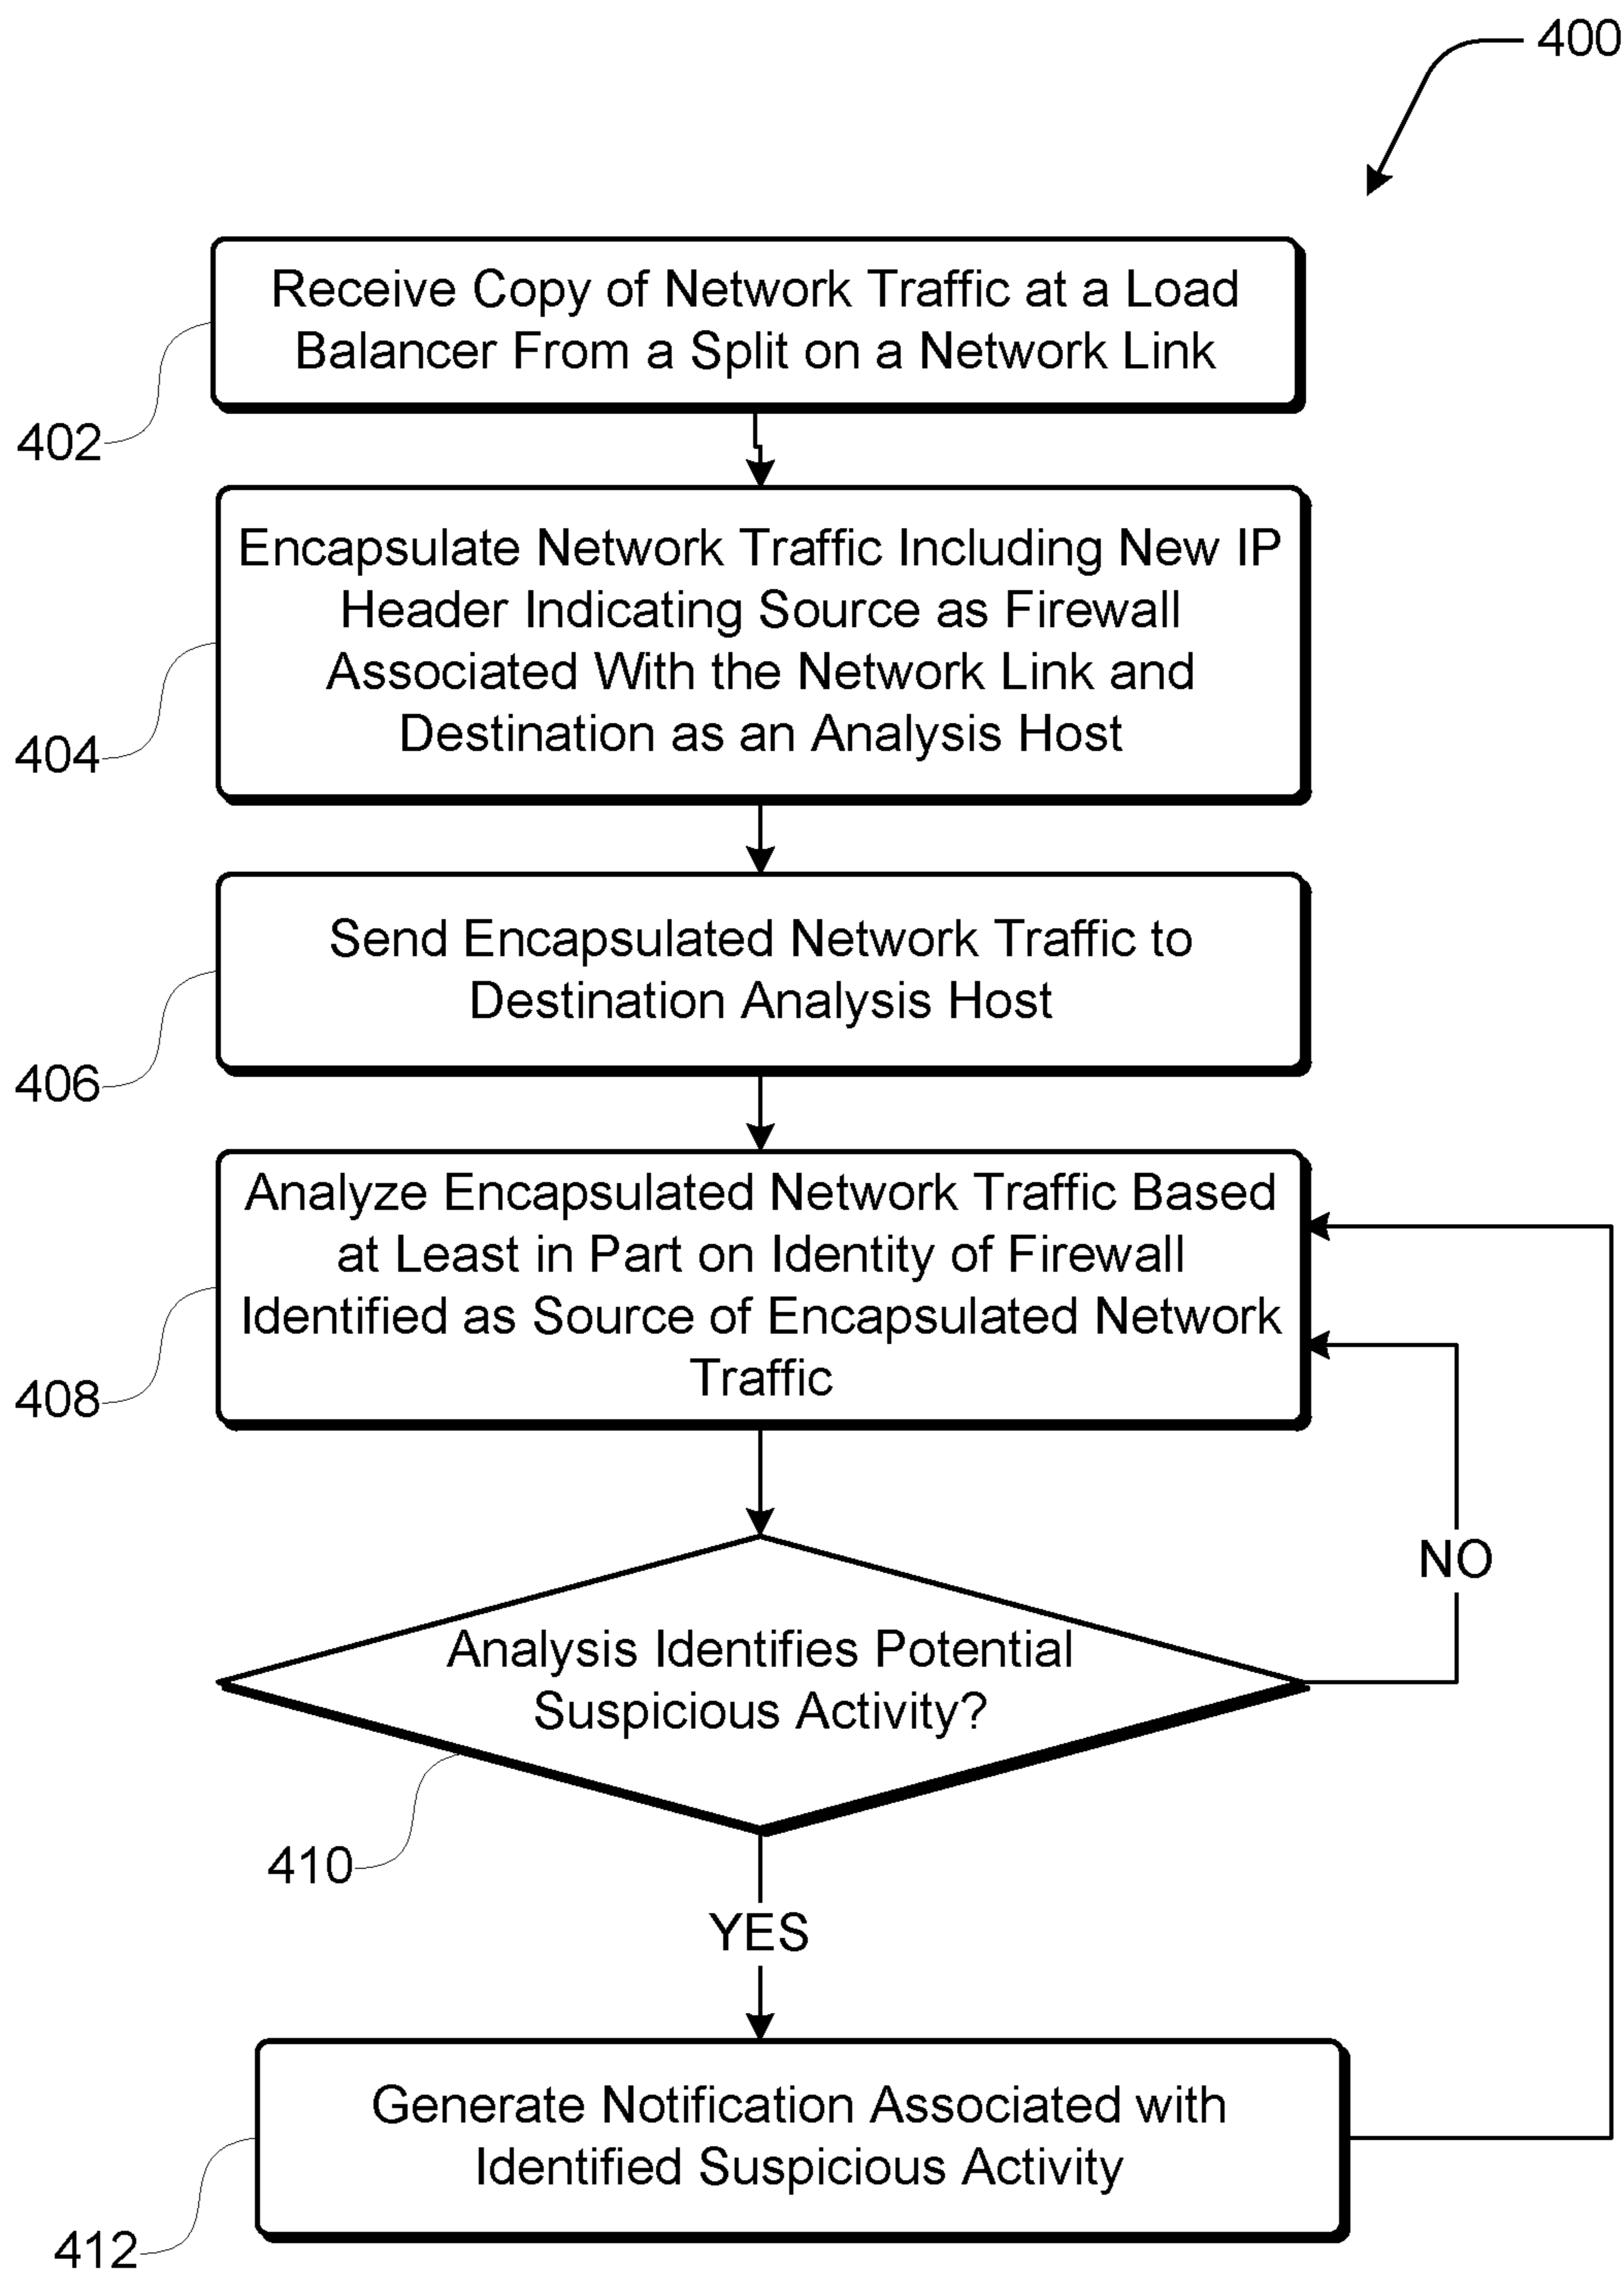 400
Receive Copy of Network Traffic at a Load
Balancer From a Split on a Network Link
402
Encapsulate Network Traffic Including New IP
Header Indicating Source as Firewall
Associated With the Network Link and
Destination as an Analysis Host
404
Send Encapsulated Network Traffic to
Destination Analysis Host
406
Analyze Encapsulated Network Traffic Based
at Least in Part on Identity of Firewall
Identified as Source of Encapsulated Network
Traffic
408
NO
Analysis Identifies Potential
Suspicious Activity?
410
YES
Generate Notification Associated with
Identified Suspicious Activity
412